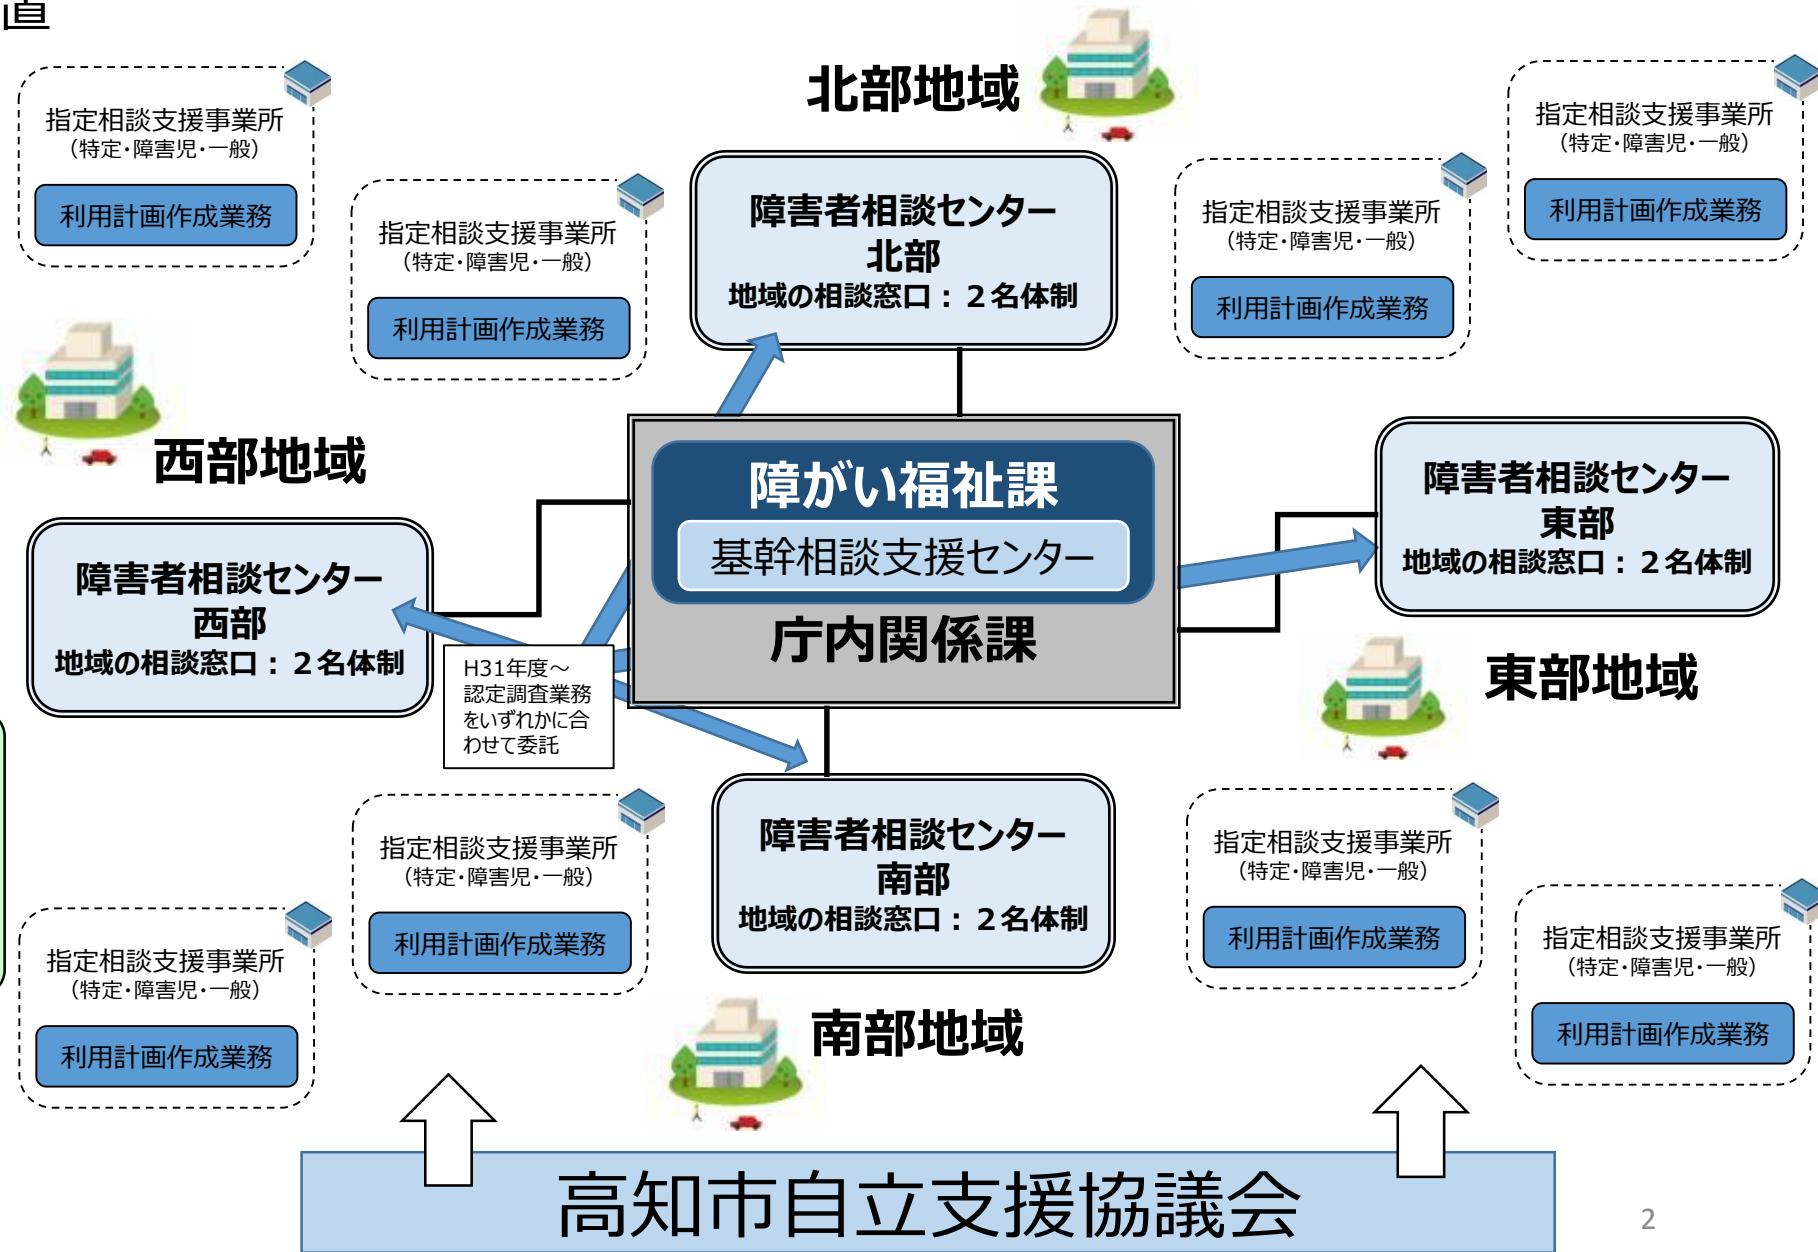 置
北部地域
指定相談支援事業所
（特定・障害児・一般）
利用計画作成業務
指定相談支援事業所
（特定・障害児・一般）
利用計画作成業務
障害者相談センター
北部
地域の相談窓口：２名体制
指定相談支援事業所
（特定・障害児・一般）
利用計画作成業務
指定相談支援事業所
（特定・障害児・一般）
利用計画作成業務
西部地域
障害者相談センター
西部
地域の相談窓口：２名体制
障がい福祉課
基幹相談支援センター
庁内関係課
障害者相談センター
東部
地域の相談窓口：２名体制
東部地域
H31年度～
認定調査業務
をいずれかに合
わせて委託
指定相談支援事業所
（特定・障害児・一般）
利用計画作成業務
指定相談支援事業所
（特定・障害児・一般）
利用計画作成業務
障害者相談センター
南部
地域の相談窓口：２名体制
南部地域
指定相談支援事業所
（特定・障害児・一般）
利用計画作成業務
指定相談支援事業所
（特定・障害児・一般）
利用計画作成業務
高知市自立支援協議会
2